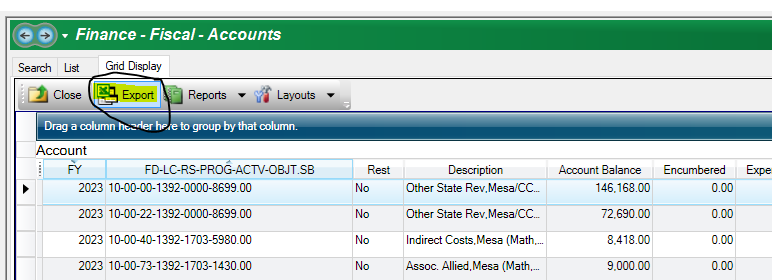 Finance - Fiscal - Accounts
Search List Grid Display
Close Export Reports Layouts
Drag a column header here to group by that column.
Account
FY FD-LC-RS-PROG-ACTV-OBJT.SB Rest Description Account Balance Encumbered Expe
2023 10-00-00-1392-0000-8699.00 No Other State Rev,Mesa/CC... 146,168.00 0.00
2023 10-00-22-1392-0000-8699.00 No Other State Rev,Mesa/CC... 72,690.00 0.00
2023 10-00-40-1392-1703-5980.00 No Indirect Costs,Mesa (Math,... 8,418.00 0.00
2023 10-00-73-1392-1703-1430.00 No Assoc. Allied,Mesa (Math,... 9,000.00 0.00